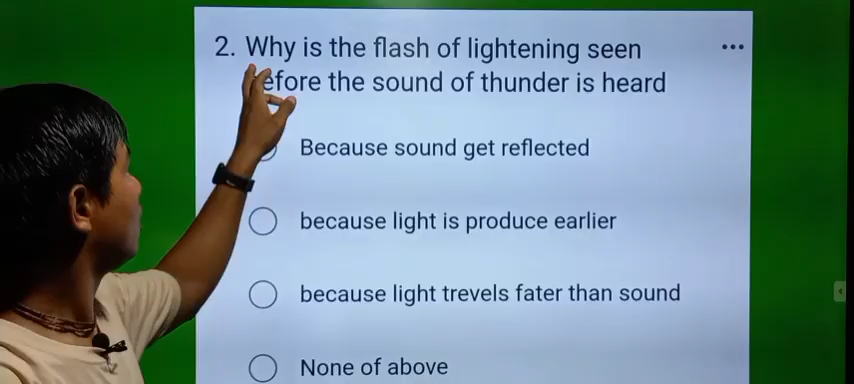 2. Why is the flash of lightening seen
efore the sound of thunder is heard
Because sound get reflected
because light is produce earlier
because light trevels fater than sound
None of above